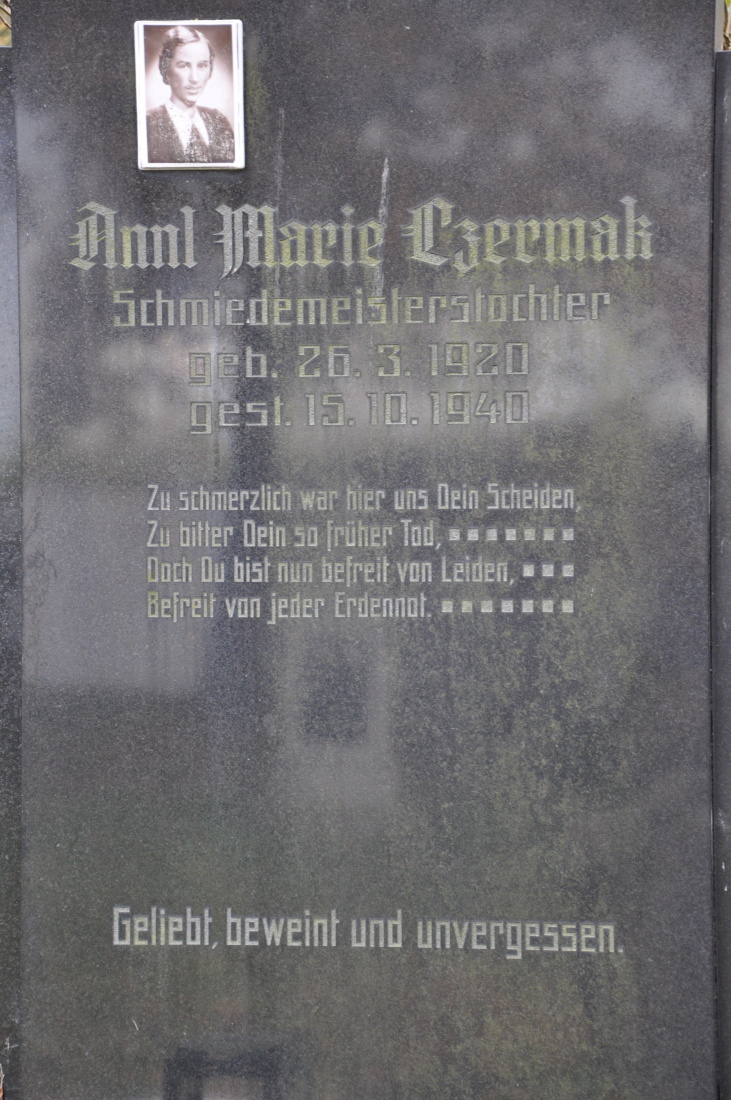 Annl Marie Czermak
Schmiedemeisterstochter
geb. 26. 3. 1920
gest. 15. 10. 1940
Zu schmerzlich war hier uns Dein Scheiden,
Zu bitter Dein so früher Tod,
Doch Du bist nun befreit von Leiden,
Befreit von jeder Erdennot.
Geliebt, beweint und unvergessen.